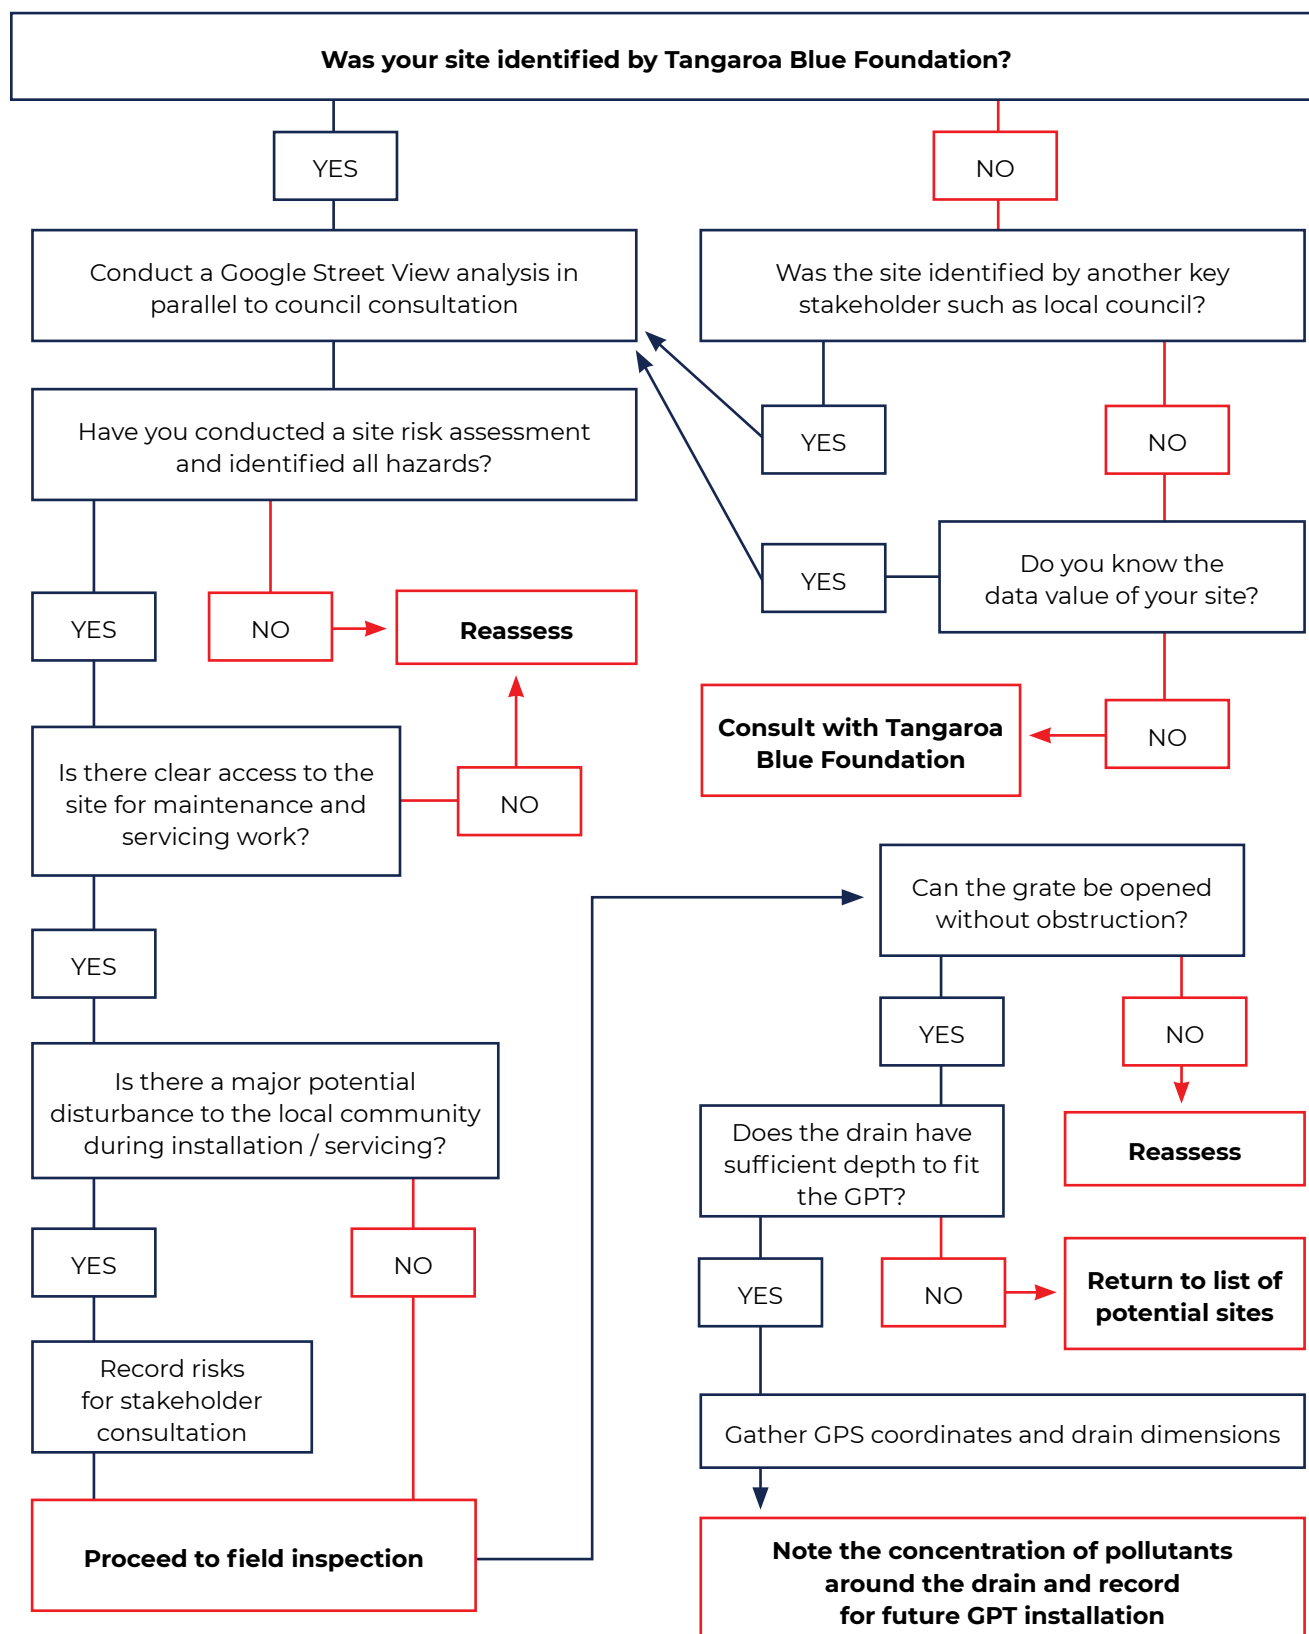 Was your site identified by Tangaroa Blue Foundation?
YES
NO
Conduct a Google Street View analysis in
parallel to council consultation
Was the site identified by another key
stakeholder such as local council?
Have you conducted a site risk assessment
and identified all hazards?
YES
NO
YES
Do you know the
data value of your site?
YES
NO
Reassess
NO
Consult with Tangaroa
Blue Foundation
Is there clear access to the
site for maintenance and
servicing work?
NO
YES
Is there a major potential
disturbance to the local community
during installation / servicing?
YES
NO
Record risks
for stakeholder
consultation
Proceed to field inspection
Can the grate be opened
without obstruction?
YES
NO
Reassess
Does the drain have
sufficient depth to fit
the GPT?
YES
NO
Return to list of
potential sites
Gather GPS coordinates and drain dimensions
Note the concentration of pollutants
around the drain and record
for future GPT installation